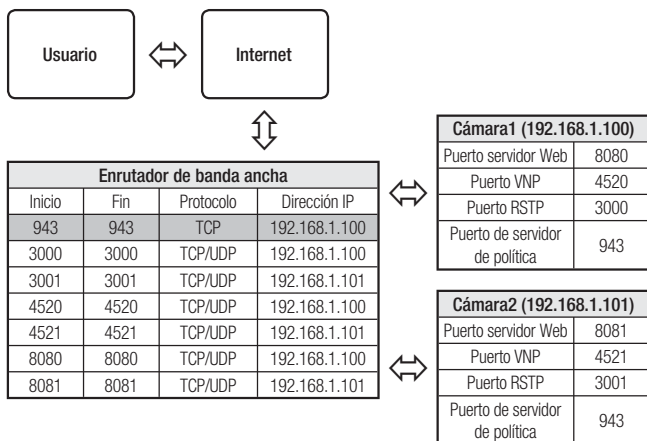 Usuario
Internet
Enrutador de banda ancha
Inicio Fin Protocolo Dirección IP
943 943 TCP 192.168.1.100
3000 3000 TCP/UDP 192.168.1.100
3001 3001 TCP/UDP 192.168.1.101
4520 4520 TCP/UDP 192.168.1.100
4521 4521 TCP/UDP 192.168.1.101
8080 8080 TCP/UDP 192.168.1.100
8081 8081 TCP/UDP 192.168.1.101
Cámara1 (192.168.1.100)
Puerto servidor Web 8080
Puerto VNP 4520
Puerto RSTP 3000
Puerto de servidor
de política 943
Cámara2 (192.168.1.101)
Puerto servidor Web 8081
Puerto VNP 4521
Puerto RSTP 3001
Puerto de servidor
de política 943